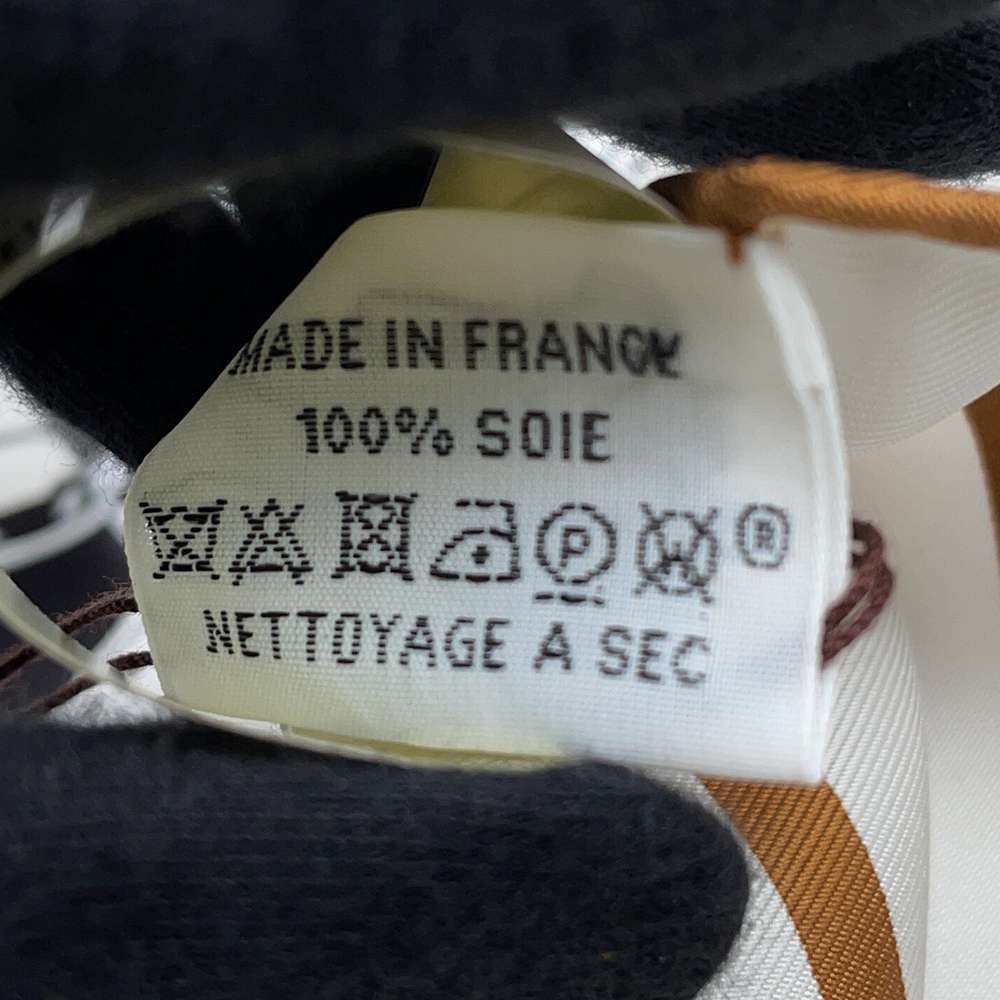 MADE IN FRANCE
100% SOIE
P W ®
NETTOYAGE A SEC